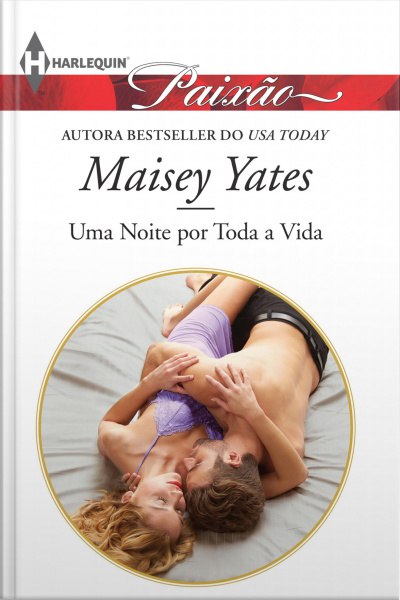 HARLEQUIN®
Paixão
AUTORA BESTSELLER DO USA TODAY
Maisey Yates
Uma Noite por Toda a Vida